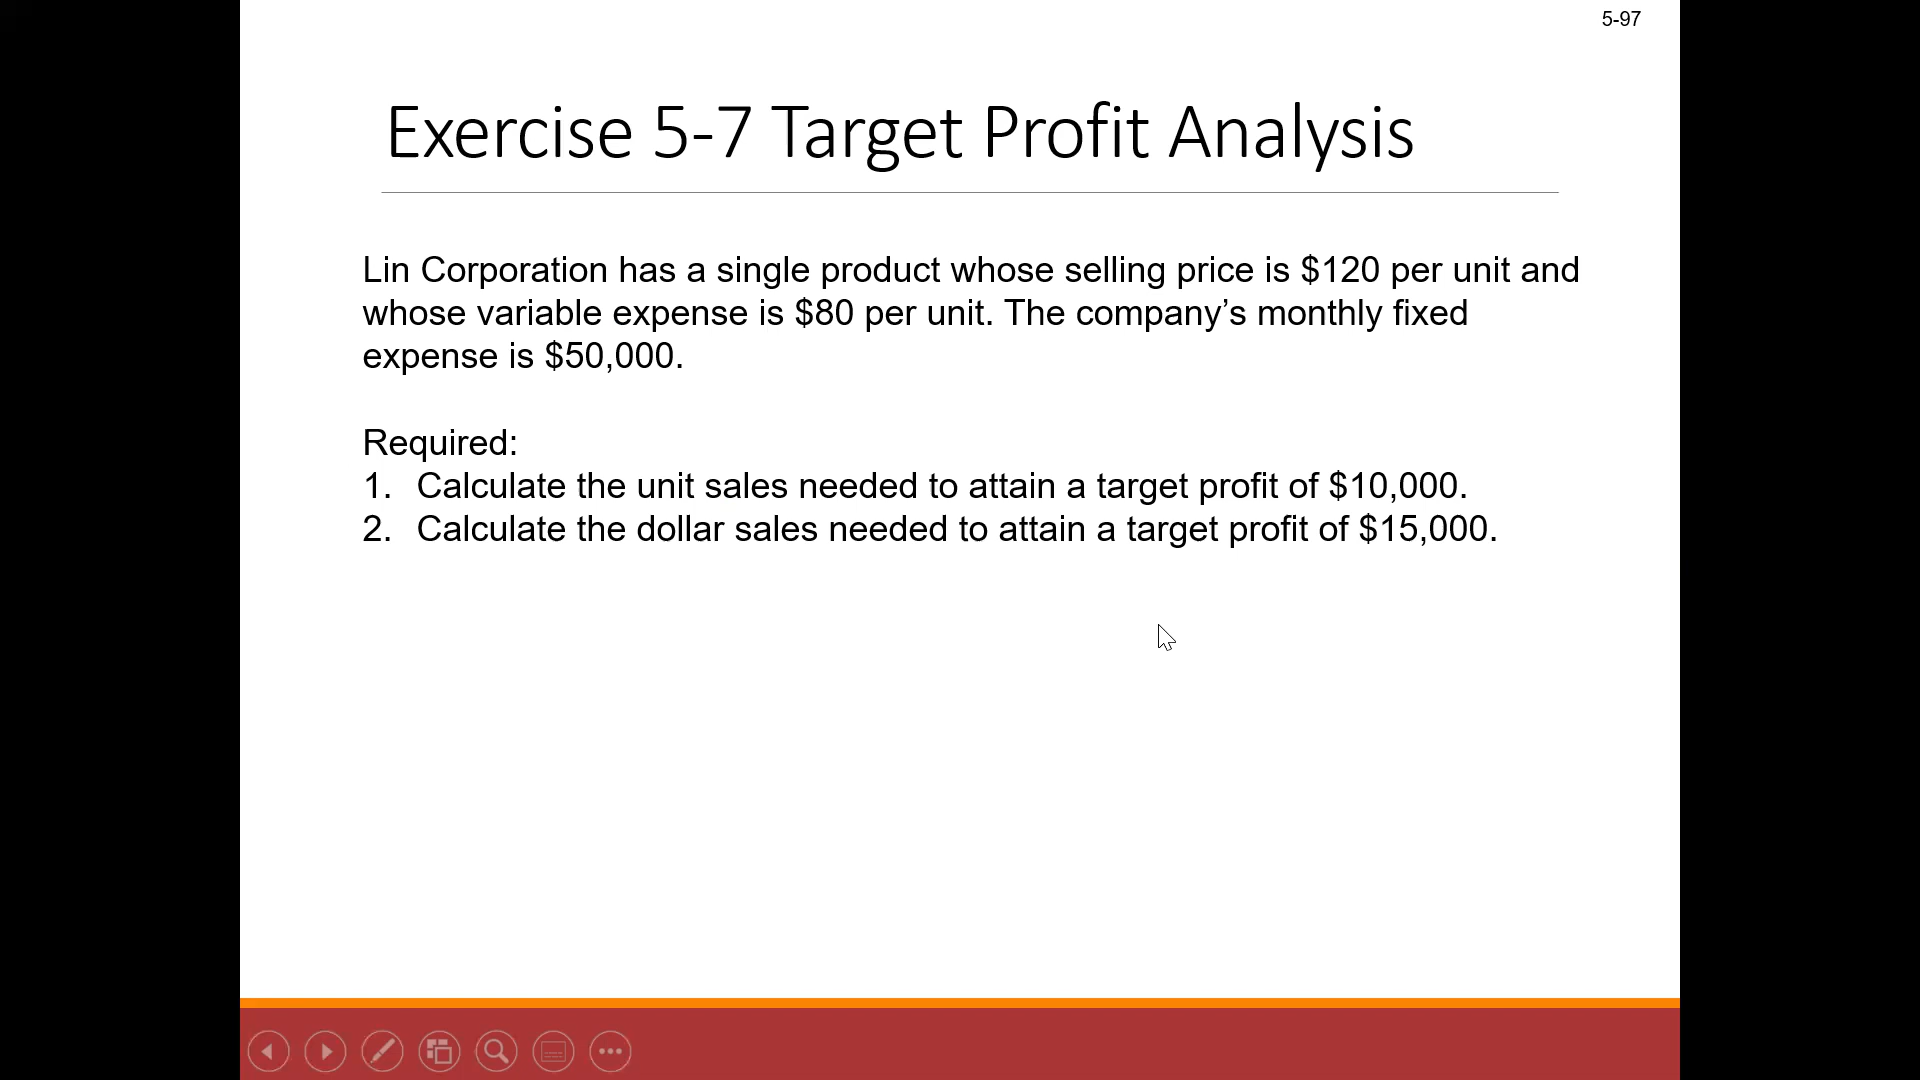 5-97
Exercise 5-7 Target Profit Analysis
Lin Corporation has a single product whose selling price is $120 per unit and
whose variable expense is $80 per unit. The company’s monthly fixed
expense is $50,000.
Required:
1. Calculate the unit sales needed to attain a target profit of $10,000.
2. Calculate the dollar sales needed to attain a target profit of $15,000.